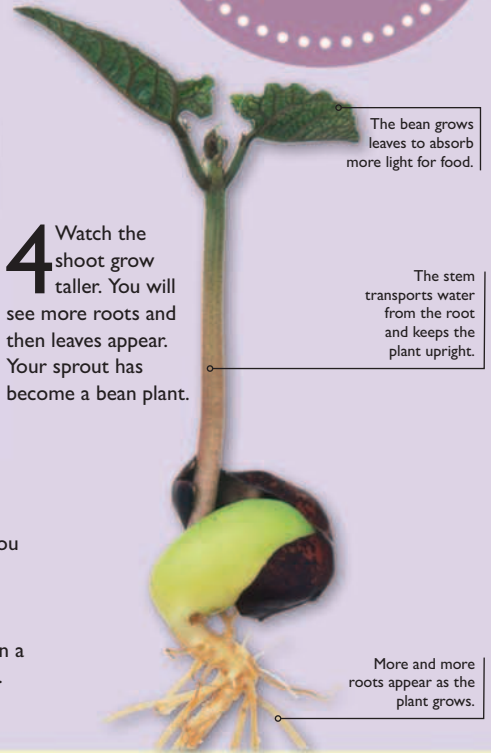 The bean grows
leaves to absorb
more light for food.
4 Watch the
shoot grow
taller. You will
see more roots and
then leaves appear.
Your sprout has
become a bean plant.
The stem
transports water
from the root
and keeps the
plant upright.
More and more
roots appear as the
plant grows.